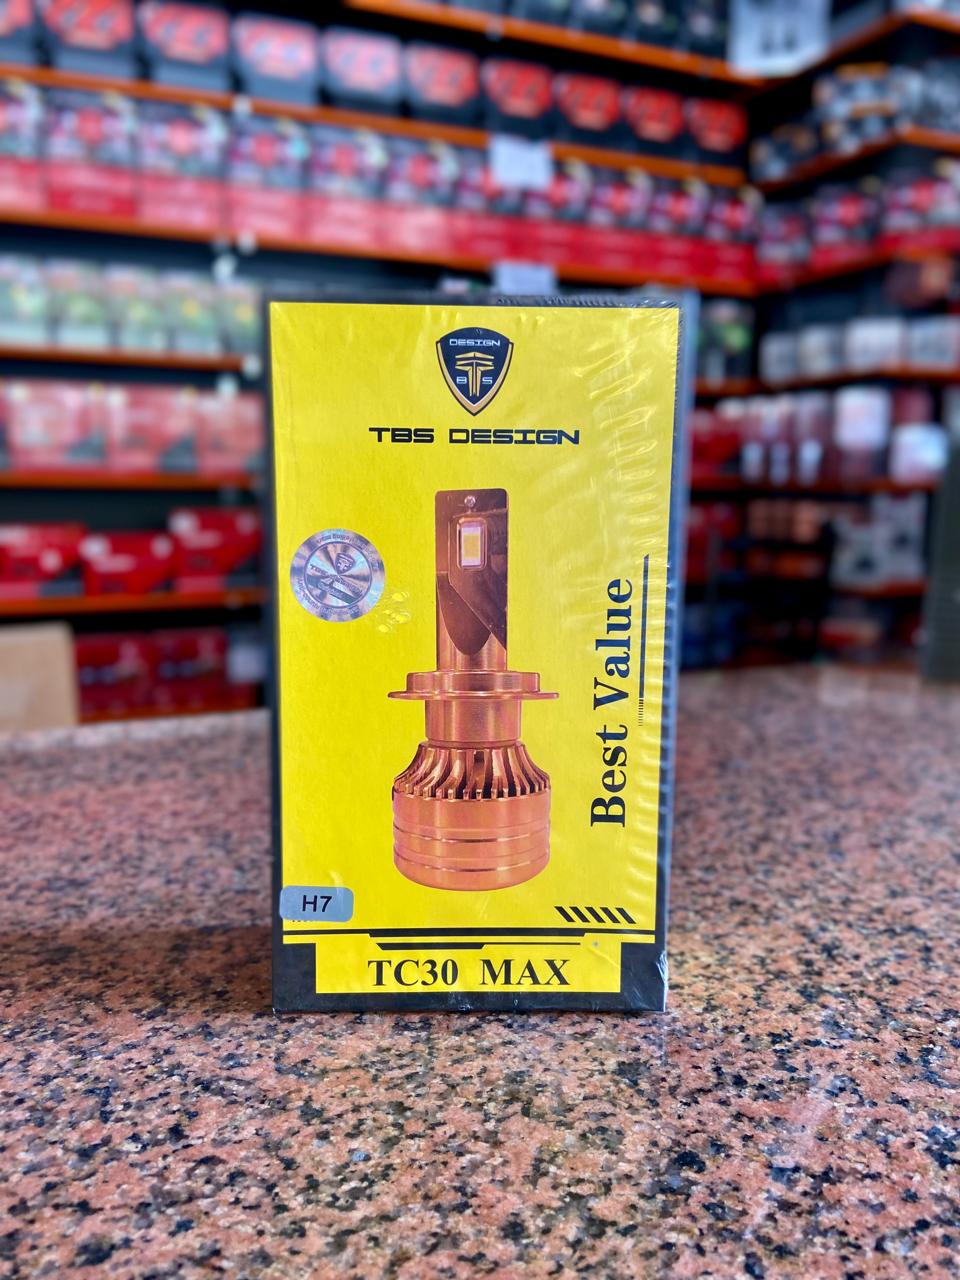 DESIGN
B S
TBS DESIGN
Best Value
H7
TC30 MAX